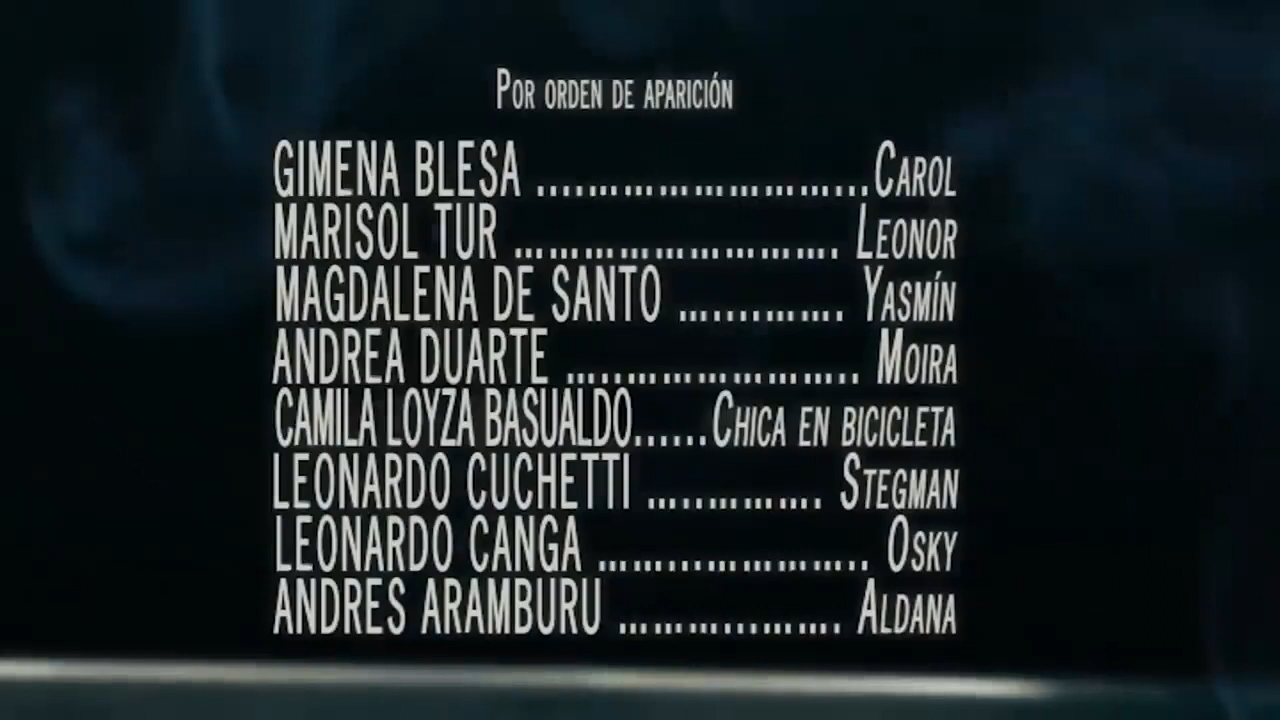 Por orden de aparición
GIMENA BLESA ................................ Carol
MARISOL TUR ................................ Leonor
MAGDALENA DE SANTO ................ Yasmín
ANDREA DUARTE ............................ Moira
CAMILA LOYZA BASUALDO...... Chica en bicicleta
LEONARDO CUCHETTI ................. Stegman
LEONARDO CANGA .......................... Osky
ANDRES ARAMBURU ..................... Aldana